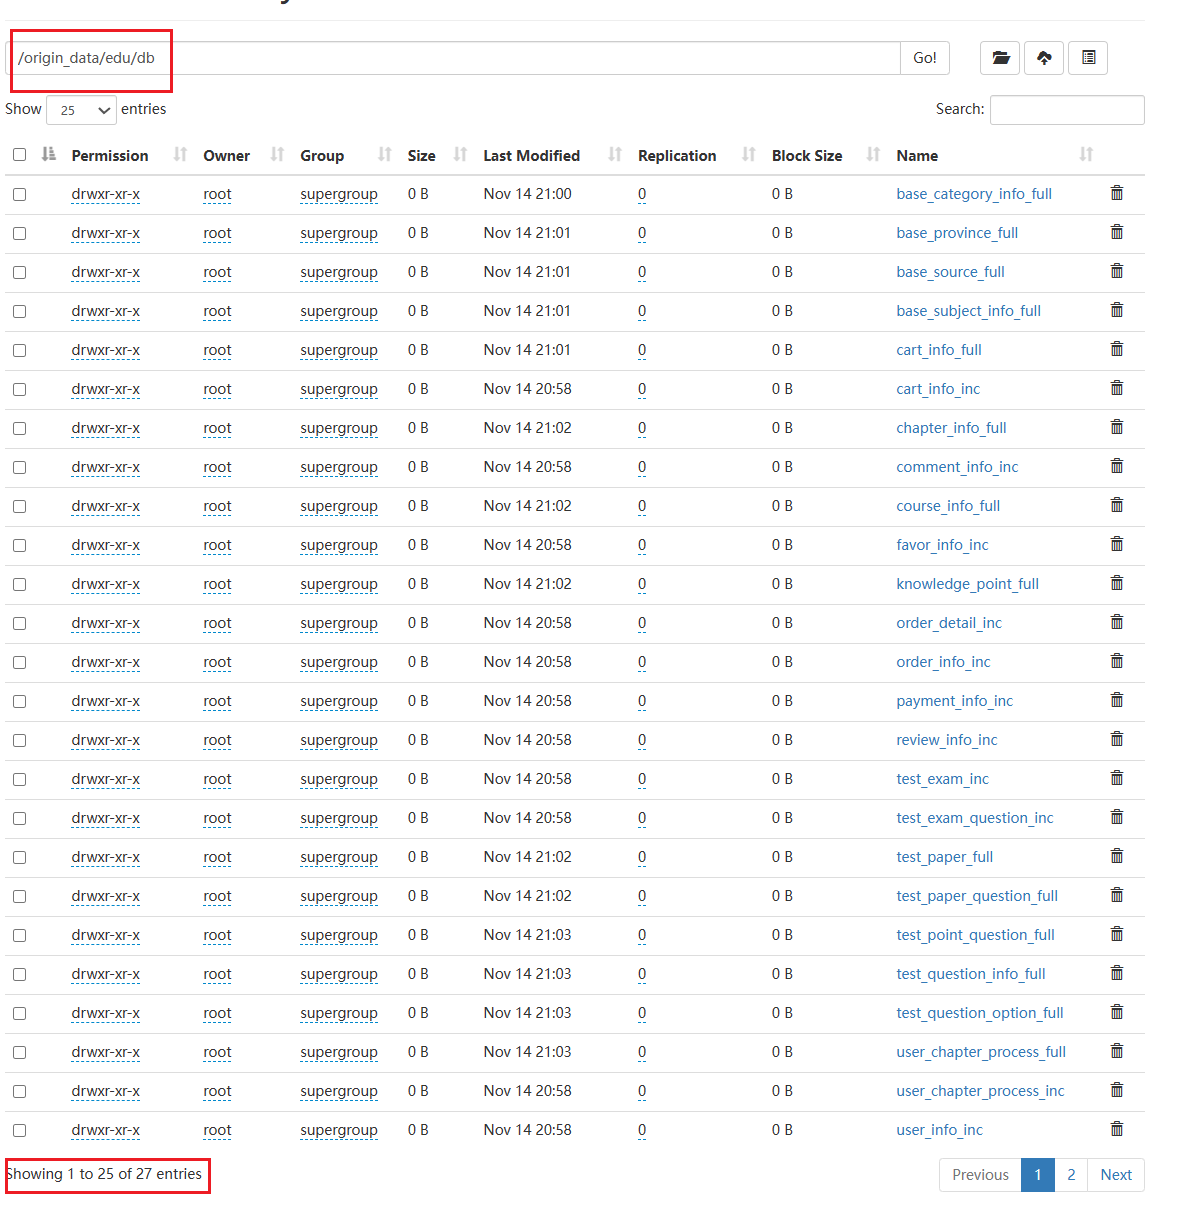 /origin_data/edu/db Go!
Show 25 entries Search:
Permission Owner Group Size Last Modified Replication Block Size Name
drwxr-xr-x root supergroup 0 B Nov 14 21:00 0 0 B base_category_info_full
drwxr-xr-x root supergroup 0 B Nov 14 21:01 0 0 B base_province_full
drwxr-xr-x root supergroup 0 B Nov 14 21:01 0 0 B base_source_full
drwxr-xr-x root supergroup 0 B Nov 14 21:01 0 0 B base_subject_info_full
drwxr-xr-x root supergroup 0 B Nov 14 21:01 0 0 B cart_info_full
drwxr-xr-x root supergroup 0 B Nov 14 20:58 0 0 B cart_info_inc
drwxr-xr-x root supergroup 0 B Nov 14 21:02 0 0 B chapter_info_full
drwxr-xr-x root supergroup 0 B Nov 14 20:58 0 0 B comment_info_inc
drwxr-xr-x root supergroup 0 B Nov 14 21:02 0 0 B course_info_full
drwxr-xr-x root supergroup 0 B Nov 14 20:58 0 0 B favor_info_inc
drwxr-xr-x root supergroup 0 B Nov 14 21:02 0 0 B knowledge_point_full
drwxr-xr-x root supergroup 0 B Nov 14 20:58 0 0 B order_detail_inc
drwxr-xr-x root supergroup 0 B Nov 14 20:58 0 0 B order_info_inc
drwxr-xr-x root supergroup 0 B Nov 14 20:58 0 0 B payment_info_inc
drwxr-xr-x root supergroup 0 B Nov 14 20:58 0 0 B review_info_inc
drwxr-xr-x root supergroup 0 B Nov 14 20:58 0 0 B test_exam_inc
drwxr-xr-x root supergroup 0 B Nov 14 20:58 0 0 B test_exam_question_inc
drwxr-xr-x root supergroup 0 B Nov 14 21:02 0 0 B test_paper_full
drwxr-xr-x root supergroup 0 B Nov 14 21:02 0 0 B test_paper_question_full
drwxr-xr-x root supergroup 0 B Nov 14 21:03 0 0 B test_point_question_full
drwxr-xr-x root supergroup 0 B Nov 14 21:03 0 0 B test_question_info_full
drwxr-xr-x root supergroup 0 B Nov 14 21:03 0 0 B test_question_option_full
drwxr-xr-x root supergroup 0 B Nov 14 21:03 0 0 B user_chapter_process_full
drwxr-xr-x root supergroup 0 B Nov 14 20:58 0 0 B user_chapter_process_inc
drwxr-xr-x root supergroup 0 B Nov 14 20:58 0 0 B user_info_inc
Showing 1 to 25 of 27 entries Previous 1 2 Next